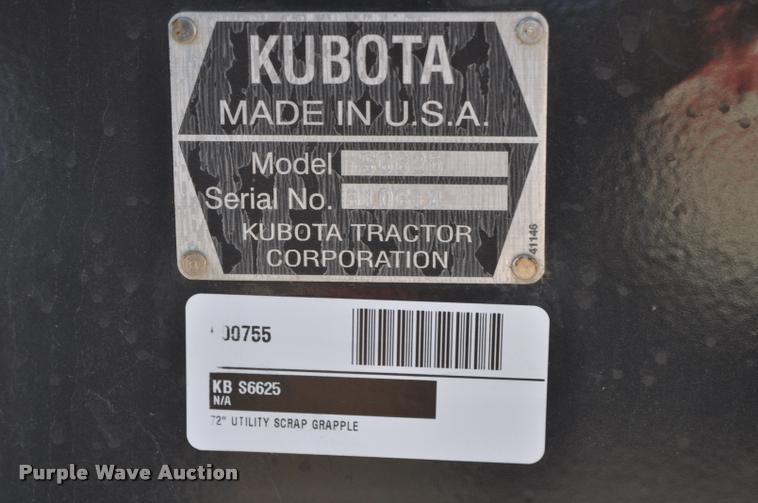 KUBOTA
MADE IN U.S.A.
Model S6625
Serial No.
KUBOTA TRACTOR
CORPORATION
41146
00755
KB S6625
N/A
72" UTILITY SCRAP GRAPPLE
Purple Wave Auction